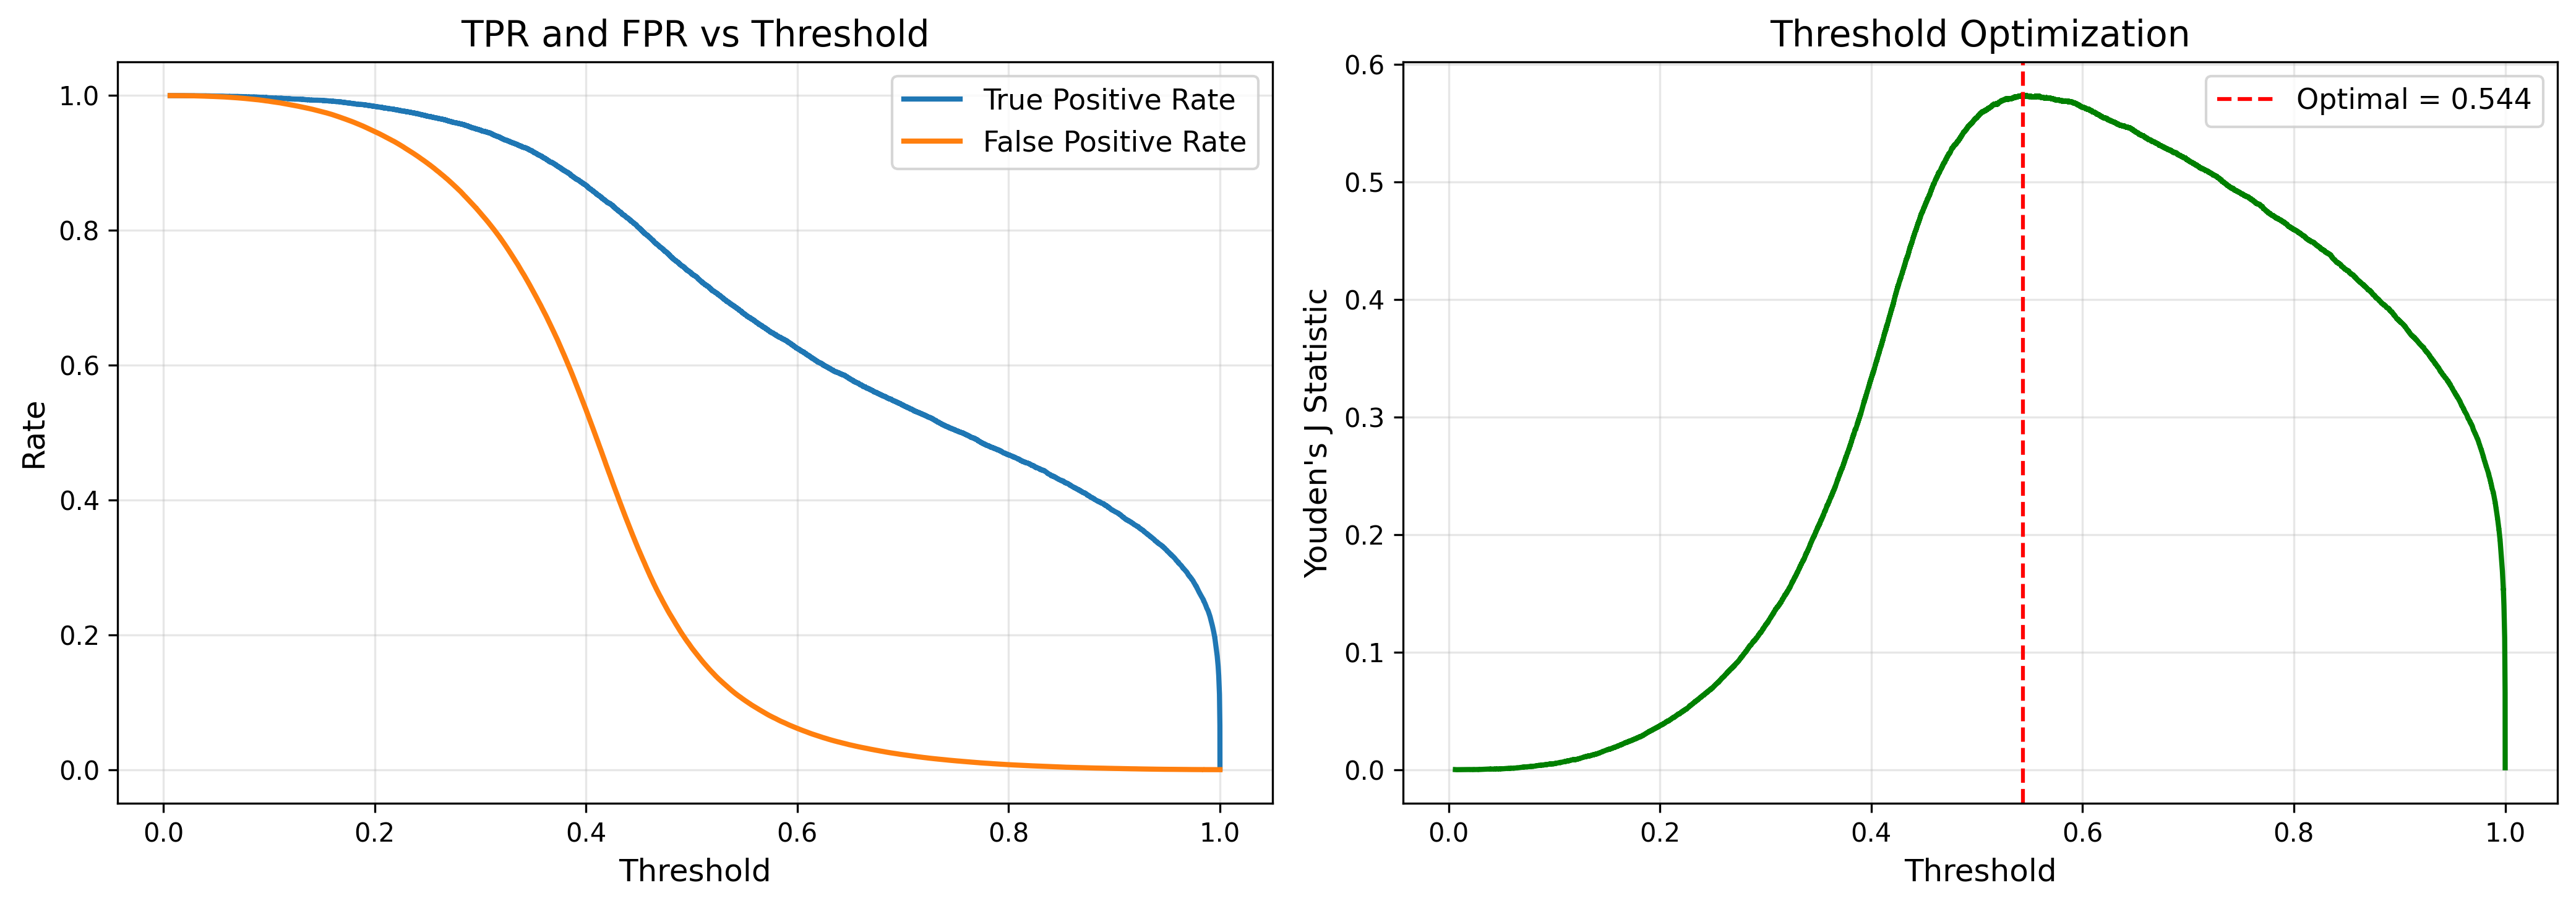 TPR and FPR vs Threshold
True Positive Rate
False Positive Rate
Rate
1.0
0.8
0.6
0.4
0.2
0.0
0.0 0.2 0.4 0.6 0.8 1.0
Threshold
Threshold Optimization
Optimal = 0.544
Youden's J Statistic
0.6
0.5
0.4
0.3
0.2
0.1
0.0
0.0 0.2 0.4 0.6 0.8 1.0
Threshold